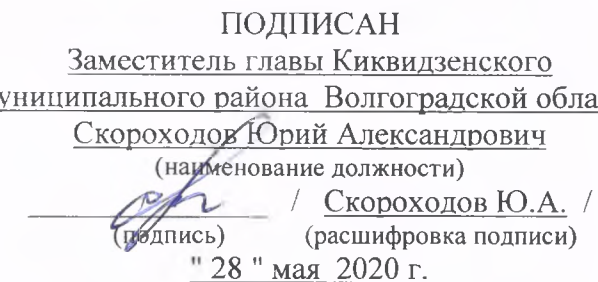 ПОДПИСАН
Заместитель главы Киквидзенского
униципального района Волгоградской обла
Скороходов Юрий Александрович
(наименование должности)
/ Скороходов Ю.А. /
(подпись) (расшифровка подписи)
" 28 " мая 2020 г.